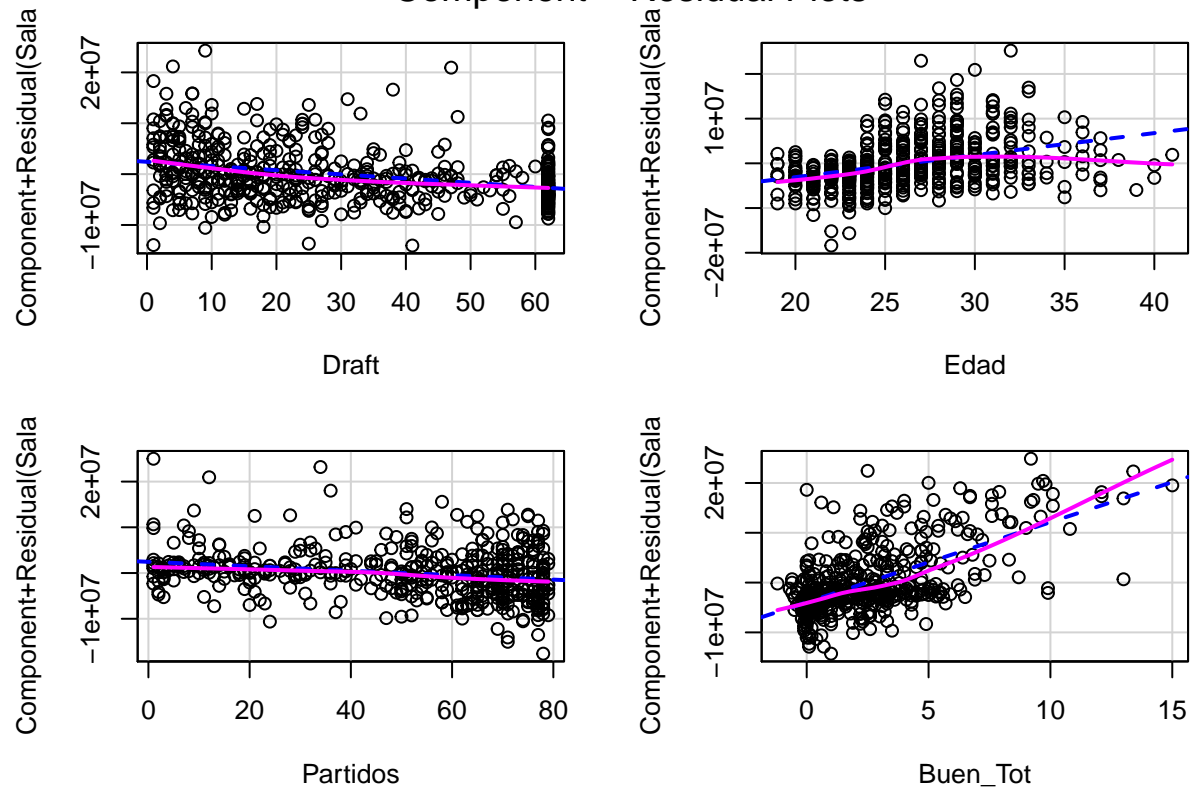 Component + Residual Plots
Component+Residual(Sala
−1e+07
2e+07
0 10 20 30 40 50 60
Draft
Component+Residual(Sala
−2e+07
1e+07
20 25 30 35 40
Edad
Component+Residual(Sala
−1e+07
2e+07
0 20 40 60 80
Partidos
Component+Residual(Sala
−1e+07
2e+07
0 5 10 15
Buen_Tot